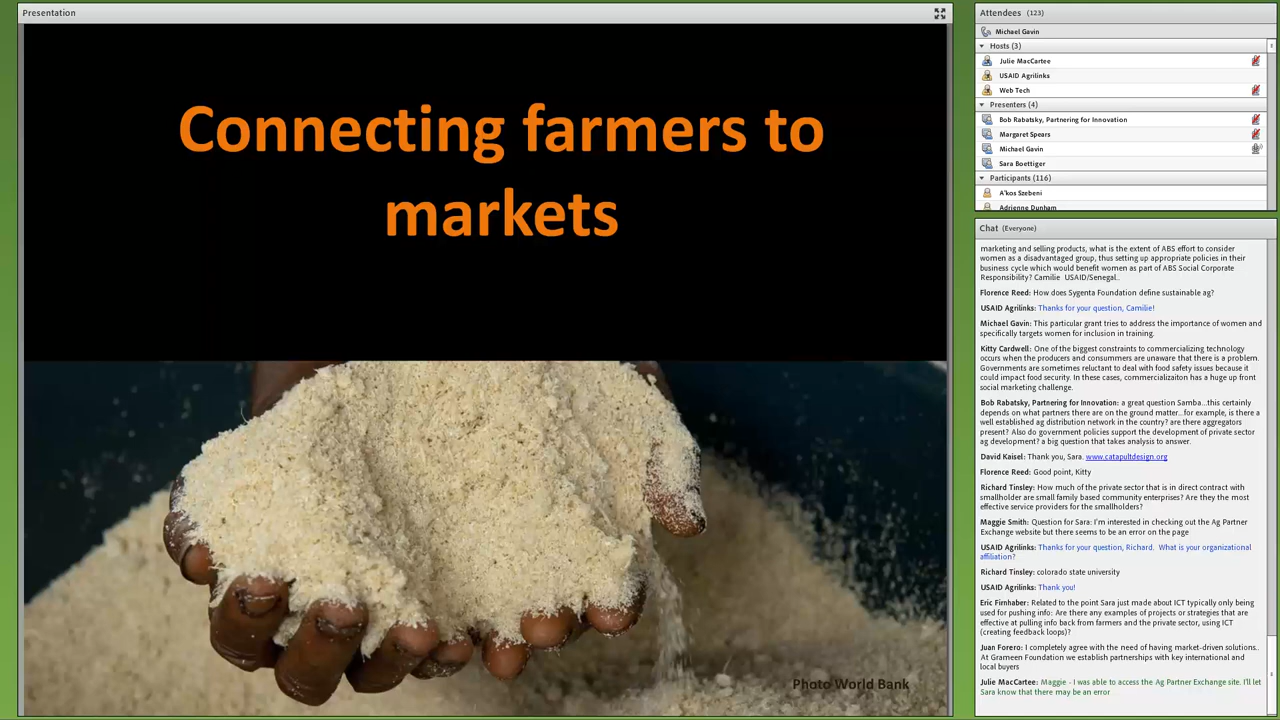 Presentation
Connecting farmers to
markets
Photo World Bank
Attendees (123)
Michael Gavin
Hosts (3)
Julie MacCartee
USAID Agrilinks
Web Tech
Presenters (4)
Bob Rabatsky, Partnering for Innovation
Margaret Spears
Michael Gavin
Sara Boettiger
Participants (116)
A'kos Szebeni
Adrienne Dunham
Chat (Everyone)
marketing and selling products, what is the extent of ABS effort to consider
women as a disadvantaged group, thus setting up appropriate policies in their
business cycle which would benefit women as part of ABS Social Corporate
Responsibility? Camilie USAID/Senegal..
Florence Reed: How does Sygenta Foundation define sustainable ag?
USAID Agrilinks: Thanks for your question, Camilie!
Michael Gavin: This particular grant tries to address the importance of women and
specifically targets women for inclusion in training.
Kitty Cardwell: One of the biggest constraints to commercializing technology
occurs when the producers and consummers are unaware that there is a problem.
Governments are sometimes reluctant to deal with food safety issues because it
could impact food security. In these cases, commercializaiton has a huge up front
social marketing challenge.
Bob Rabatsky, Partnering for Innovation: a great question Samba...this certainly
depends on what partners there are on the ground matter...for example, is there a
well established ag distribution network in the country? are there aggregators
present? Also do government policies support the development of private sector
ag development? a big question that takes analysis to answer.
David Kaisel: Thank you, Sara. www.catapultdesign.org
Florence Reed: Good point, Kitty
Richard Tinsley: How much of the private sector that is in direct contract with
smallholder are small family based community enterprises? Are they the most
effective service providers for the smallholders?
Maggie Smith: Question for Sara: I'm interested in checking out the Ag Partner
Exchange website but there seems to be an error on the page
USAID Agrilinks: Thanks for your question, Richard. What is your organizational
affiliation?
Richard Tinsley: colorado state university
USAID Agrilinks: Thank you!
Eric Firnhaber: Related to the point Sara just made about ICT typically only being
used for pushing info: Are there any examples of projects or strategies that are
effective at pulling info back from farmers and the private sector, using ICT
(creating feedback loops)?
Juan Forero: I completely agree with the need of having market-driven solutions..
At Grameen Foundation we establish partnerships with key international and
local buyers
Julie MacCartee: Maggie - I was able to access the Ag Partner Exchange site. I'll let
Sara know that there may be an error